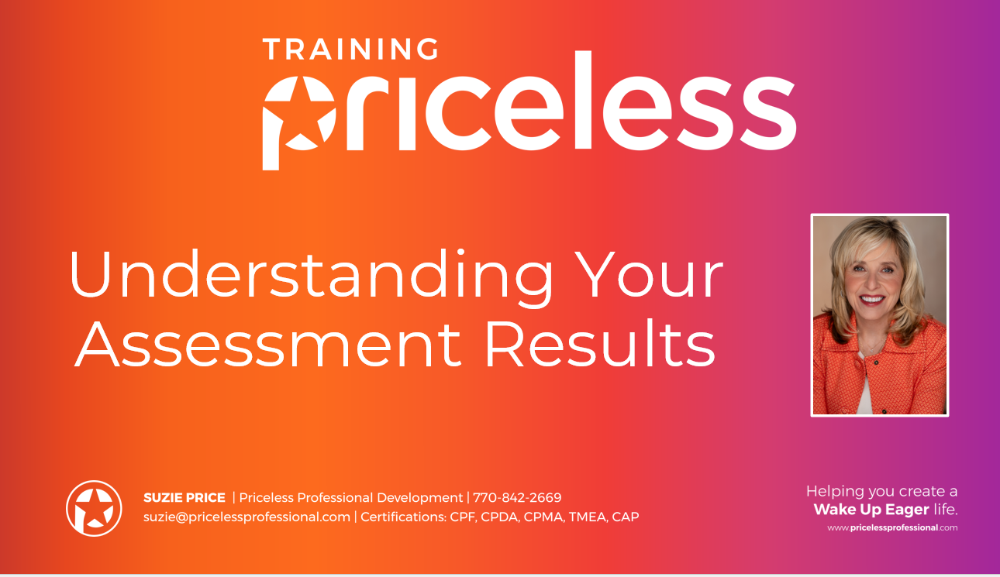 TRAINING
priceless
Understanding Your
Assessment Results
SUZIE PRICE | Priceless Professional Development | 770-842-2669
suzie@pricelessprofessional.com | Certifications: CPF, CPDA, CPMA, TMEA, CAP
Helping you create a
Wake Up Eager life.
www.pricelessprofessional.com